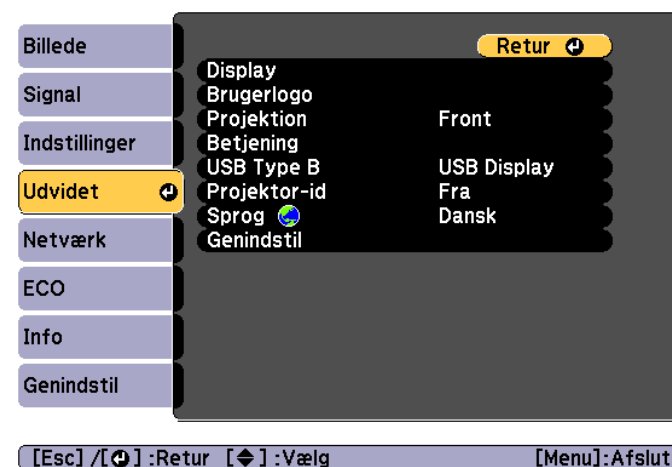 Billede
Signal
Indstillinger
Udvidet
Netværk
ECO
Info
Genindstil
Retur
Display
Brugerlogo
Projektion Front
Betjening
USB Type B USB Display
Projektor-id Fra
Sprog Dansk
Genindstil
[Esc] /[ ] :Retur [ ] :Vælg [Menu]:Afslut